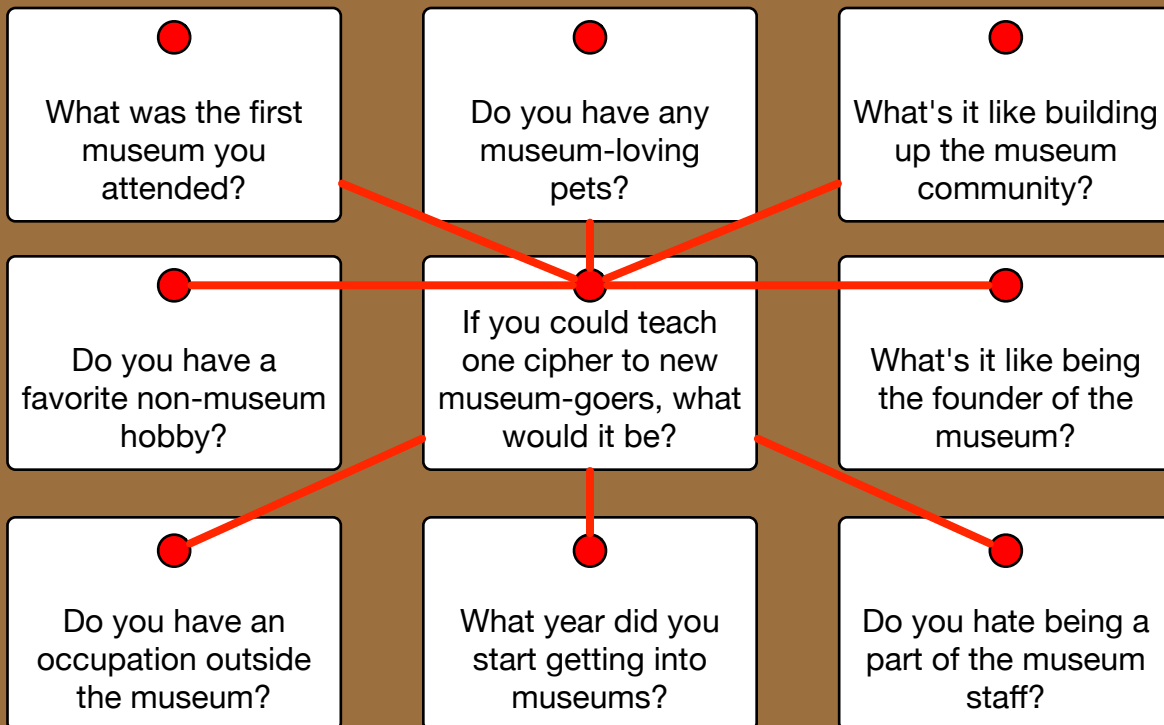 What was the first
museum you
attended?
Do you have any
museum-loving
pets?
What's it like building
up the museum
community?
Do you have a
favorite non-museum
hobby?
If you could teach
one cipher to new
museum-goers, what
would it be?
What's it like being
the founder of the
museum?
Do you have an
occupation outside
the museum?
What year did you
start getting into
museums?
Do you hate being a
part of the museum
staff?